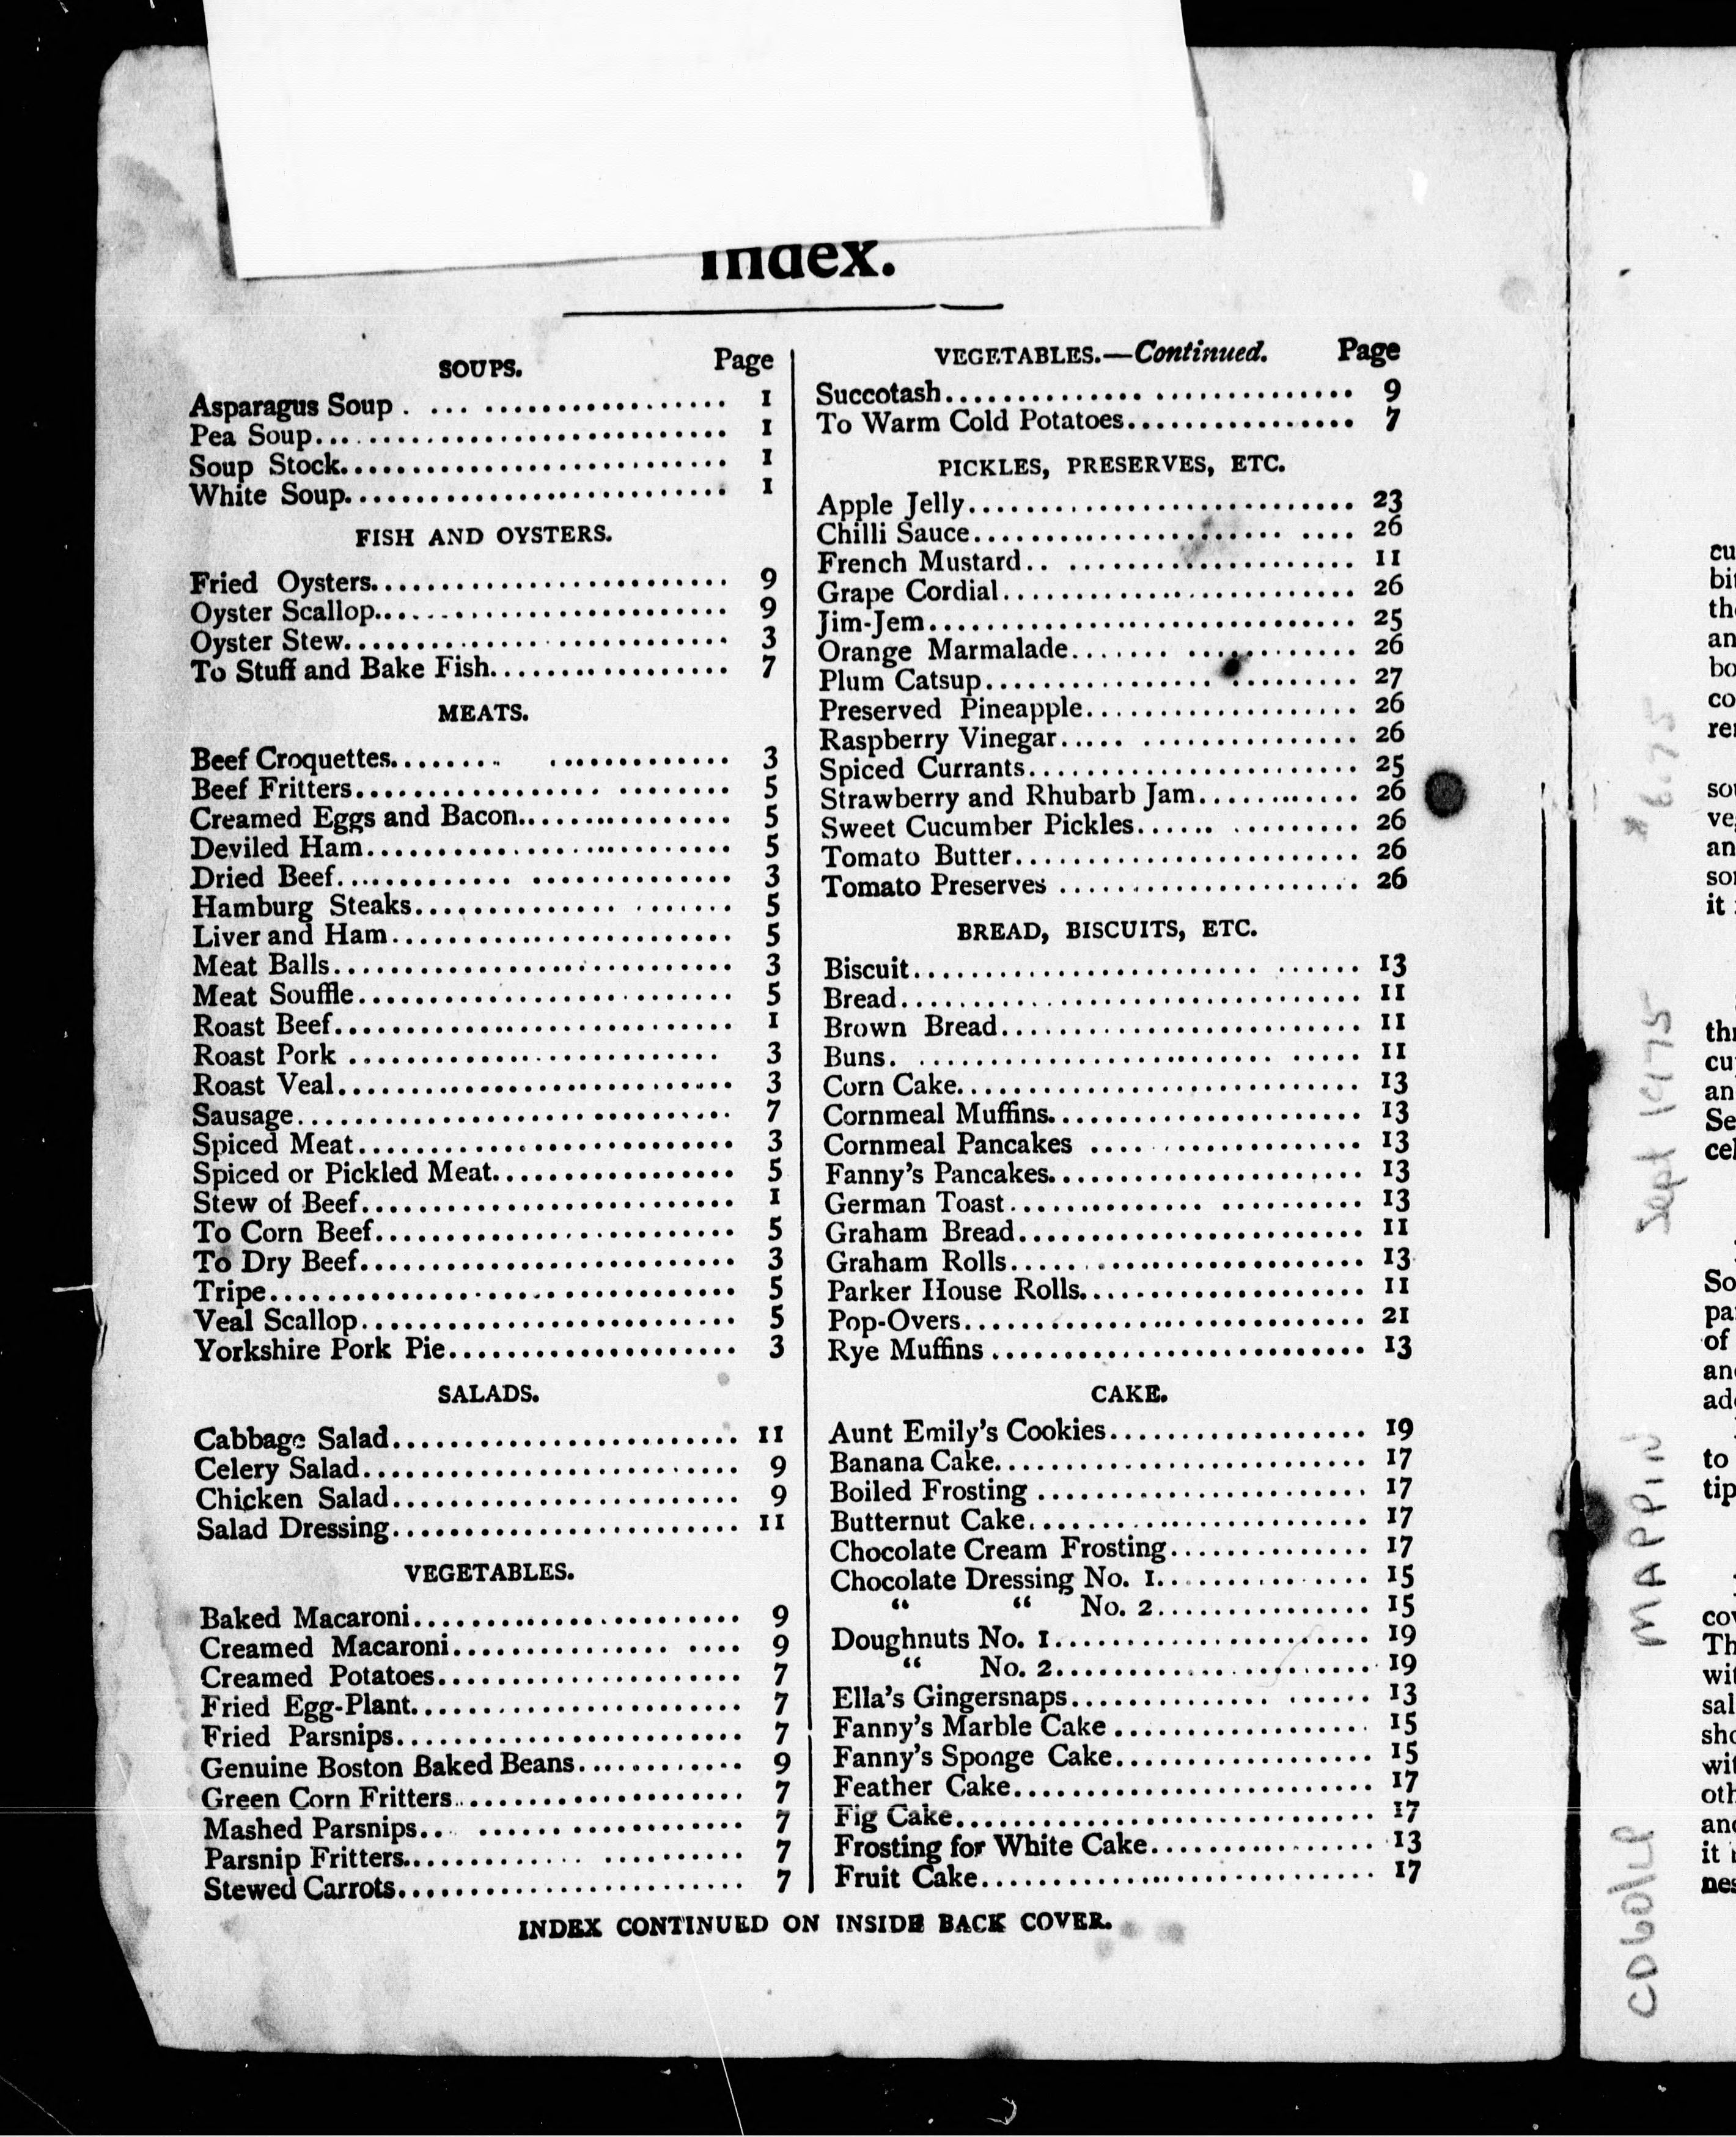 Index.
SOUPS. Page
Asparagus Soup . ... ................. 1
Pea Soup............................. 1
Soup Stock........................... 1
White Soup........................... 1
FISH AND OYSTERS.
Fried Oysters......................... 9
Oyster Scallop........................ 9
Oyster Stew........................... 3
To Stuff and Bake Fish................. 7
MEATS.
Beef Croquettes........ ............. 3
Beef Fritters................. ........ 5
Creamed Eggs and Bacon............... 5
Deviled Ham.......................... 5
Dried Beef............ .............. 3
Hamburg Steaks............. ....... 5
Liver and Ham........................ 5
Meat Balls............................ 3
Meat Souffle.......................... 5
Roast Beef............................ 1
Roast Pork .......................... 3
Roast Veal............................ 3
Sausage............................... 7
Spiced Meat........................... 3
Spiced or Pickled Meat................. 5
Stew of Beef.......................... 1
To Corn Beef......................... 5
To Dry Beef.......................... 3
Tripe................................. 5
Veal Scallop.......................... 5
Yorkshire Pork Pie.................... 3
SALADS.
Cabbage Salad........................ 11
Celery Salad.......................... 9
Chicken Salad........................ 9
Salad Dressing........................ 11
VEGETABLES.
Baked Macaroni....................... 9
Creamed Macaroni............... .... 9
Creamed Potatoes..................... 7
Fried Egg-Plant....................... 7
Fried Parsnips........................ 7
Genuine Boston Baked Beans............ 9
Green Corn Fritters.................... 7
Mashed Parsnips... .................. 7
Parsnip Fritters............ .......... 7
Stewed Carrots........................ 7
VEGETABLES.—Continued. Page
Succotash.............. .............. 9
To Warm Cold Potatoes................ 7
PICKLES, PRESERVES, ETC.
Apple Jelly........................... 23
Chilli Sauce...................... .... 26
French Mustard.. .................... 11
Grape Cordial......................... 26
Jim-Jem.............................. 25
Orange Marmalade....... ............ 26
Plum Catsup................ ......... 27
Preserved Pineapple................... 26
Raspberry Vinegar..... ............... 26
Spiced Currants....................... 25
Strawberry and Rhubarb Jam........... 26
Sweet Cucumber Pickles...... ......... 26
Tomato Butter........................ 26
Tomato Preserves ..................... 26
BREAD, BISCUITS, ETC.
Biscuit........................ ...... 13
Bread................................ 11
Brown Bread......................... 11
Buns. ......................... ..... 11
Corn Cake............................ 13
Cornmeal Muffins...................... 13
Cornmeal Pancakes .... .............. 13
Fanny's Pancakes...................... 13
German Toast.............. .......... 13
Graham Bread........................ 11
Graham Rolls......................... 13
Parker House Rolls.................... 11
Pop-Overs............................ 21
Rye Muffins .......................... 13
CAKE.
Aunt Emily's Cookies.................. 19
Banana Cake.......................... 17
Boiled Frosting ....................... 17
Butternut Cake........................ 17
Chocolate Cream Frosting.............. 17
Chocolate Dressing No. 1............... 15
“ “ No. 2............... 15
Doughnuts No. 1...................... 19
“ No. 2...................... 19
Ella's Gingersnaps............... ...... 13
Fanny's Marble Cake .................. 15
Fanny's Sponge Cake.................. 15
Feather Cake......................... 17
Fig Cake............................. 17
Frosting for White Cake................ 13
Fruit Cake............................ 17
INDEX CONTINUED ON INSIDE BACK COVER.
MAPPIN Sept 1975